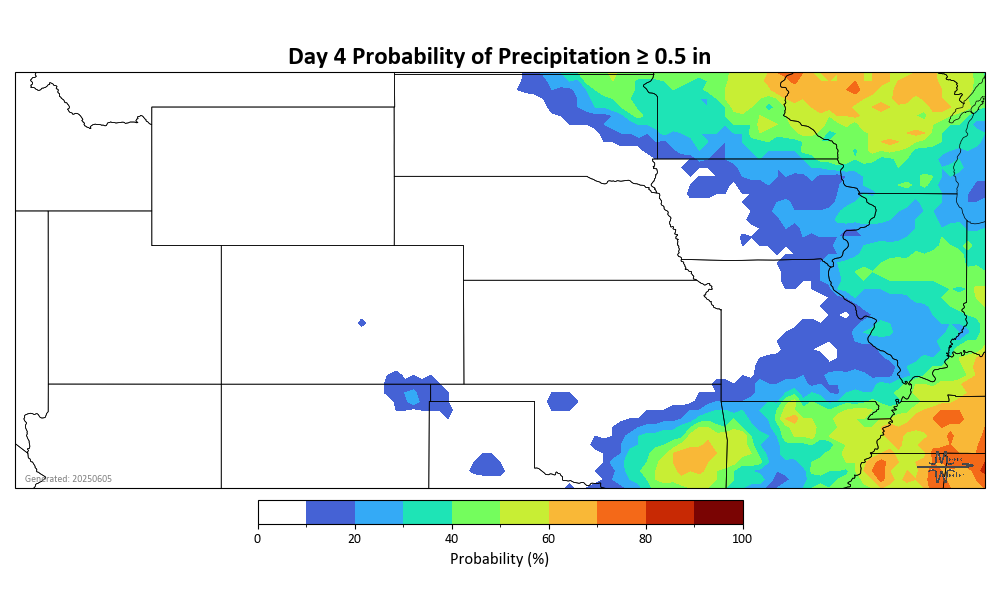 Day 4 Probability of Precipitation ≥ 0.5 in
Generated: 20250605
0 20 40 60 80 100
Probability (%)